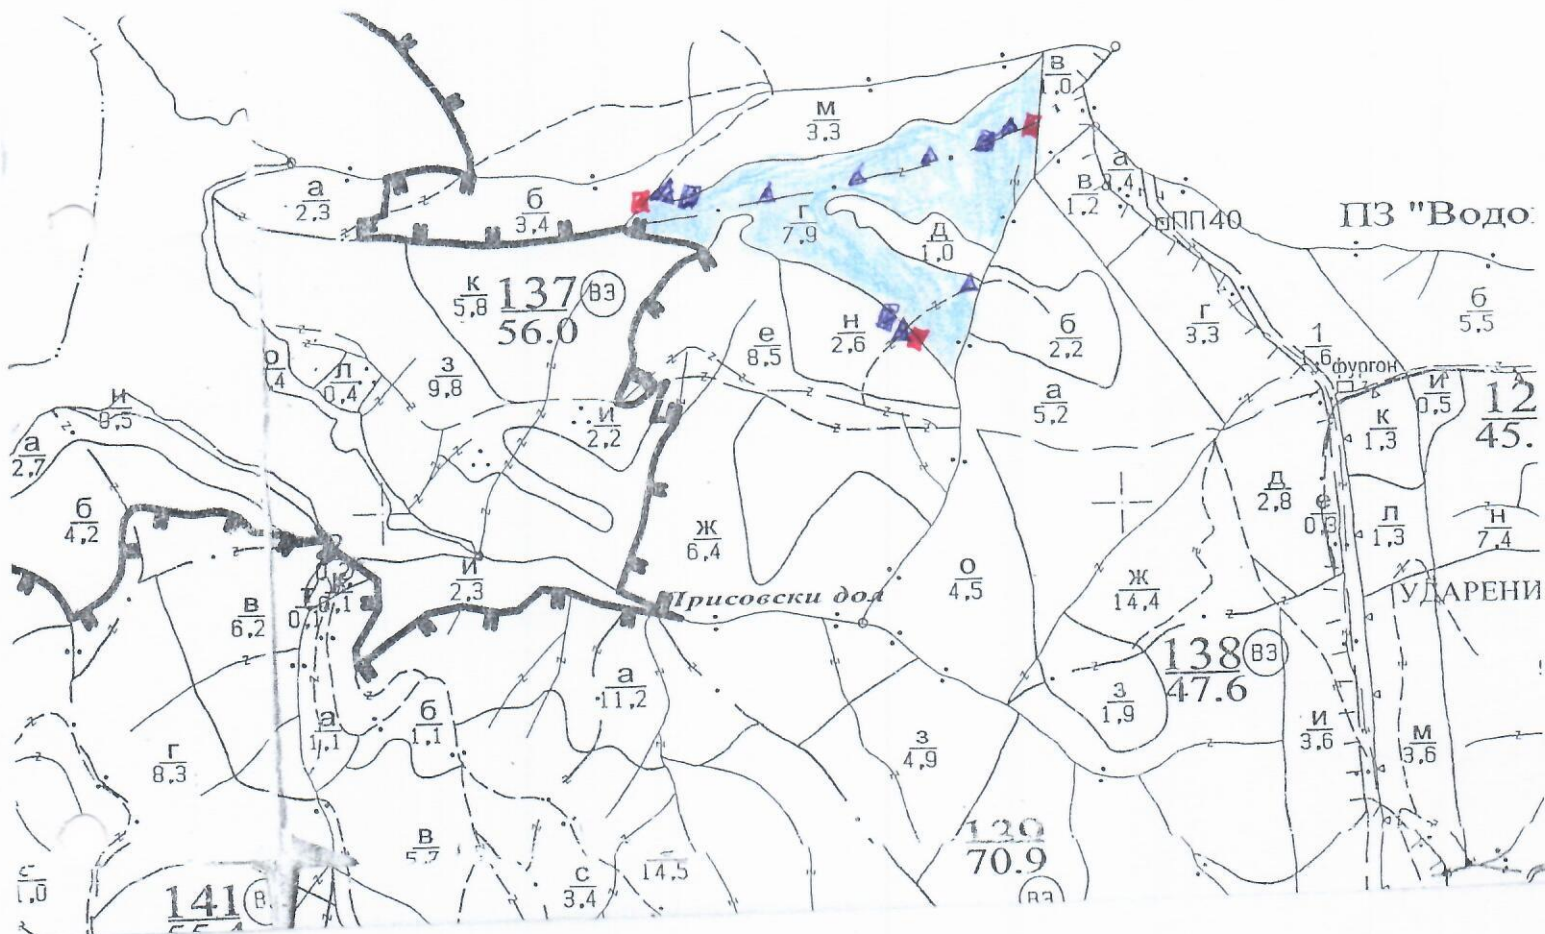 в
1,0
м
3,3
а
0,4
а
2,3
б
3,4
в
1,2
ПП40
ПЗ "Водо
г
7,9
д
1,0
к
5,8
137
56.0
ВЗ
е
8,5
н
2,6
б
2,2
г
3,3
б
5,5
1
1,6
фургон
л
0,4
з
9,8
н
0,5
и
2,2
а
5,2
к
1,3
и
0,5
12
45.
а
2,7
б
4,2
ж
6,4
д
2,8
е
0,3
л
1,3
н
7,4
и
2,3
о
4,5
ж
14,4
УДАРЕНИ
Присовски дол
в
6,2
138
47.6
ВЗ
а
11,2
з
1,9
а
1,1
б
1,1
г
8,3
з
4,9
и
3,6
м
3,6
в
5,7
139
70.9
ВЗ
14,5
с
3,4
1,0
141